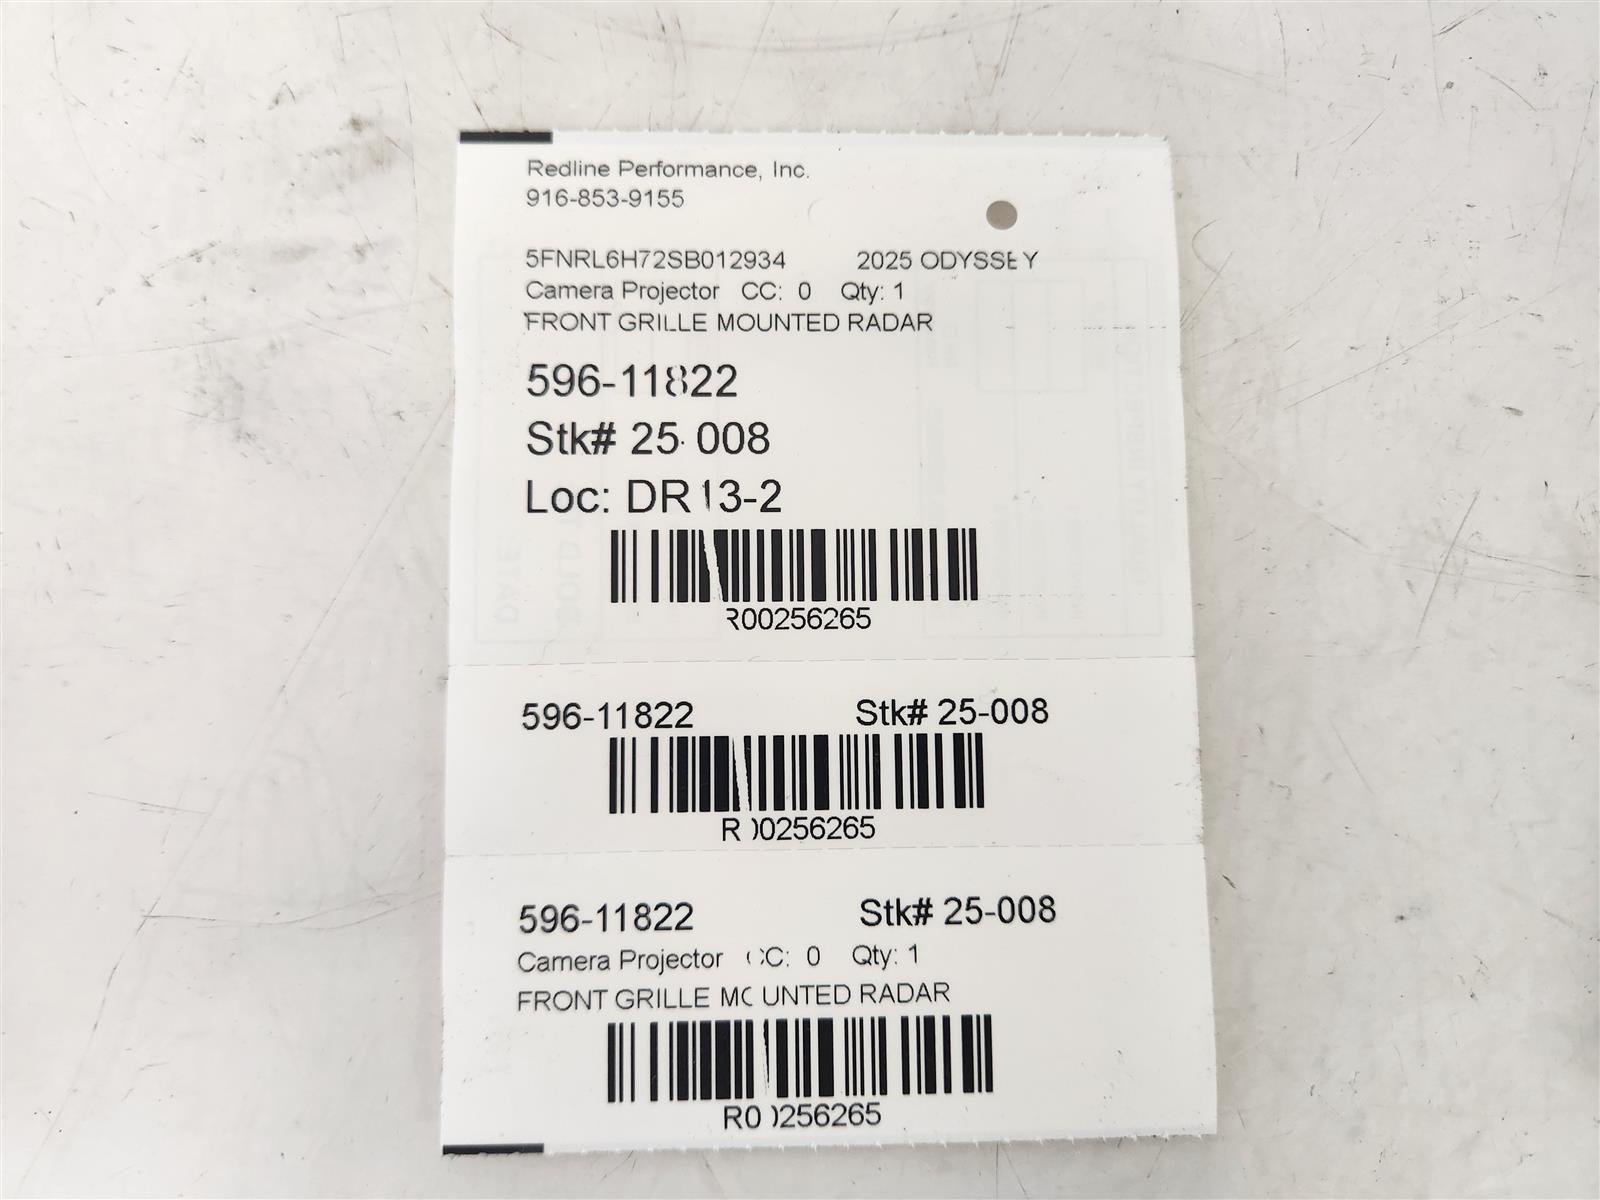 Redline Performance, Inc.
916-853-9155
5FNRL6H72SB012934 2025 ODYSSEY
Camera Projector CC: 0 Qty: 1
FRONT GRILLE MOUNTED RADAR
596-11822
Stk# 25-008
Loc: DR13-2
R00256265
596-11822 Stk# 25-008
R00256265
596-11822 Stk# 25-008
Camera Projector CC: 0 Qty: 1
FRONT GRILLE MOUNTED RADAR
R00256265